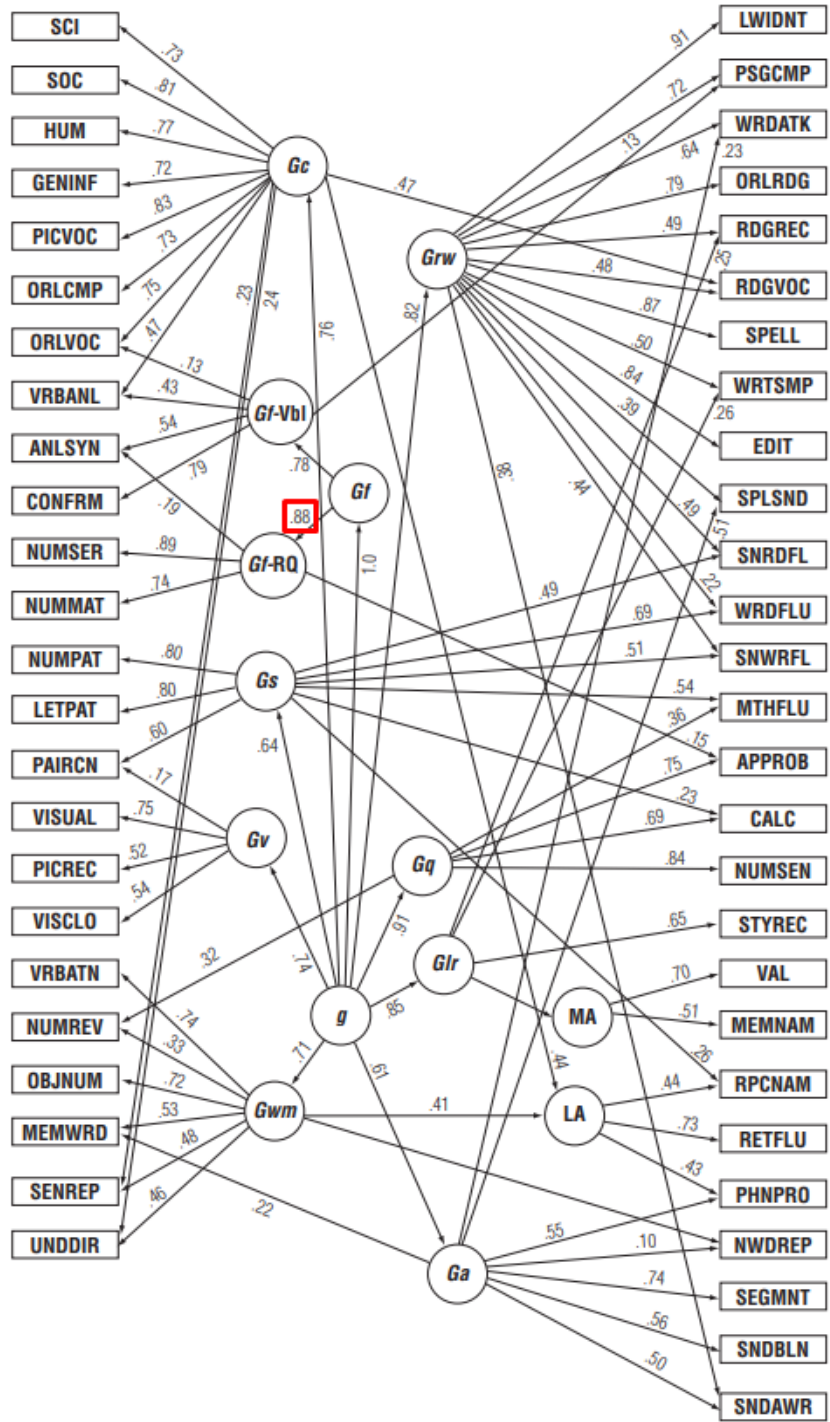 SCI
SOC
HUM
GENINF
PICVOC
ORLCMP
ORLVOC
VRBANL
ANLSYN
CONFRM
NUMSER
NUMMAT
NUMPAT
LETPAT
PAIRCN
VISUAL
PICREC
VISCLO
VRBATN
NUMREV
OBJNUM
MEMWRD
SENREP
UNDDIR
.73
.81
.77
.72
.83
.73
.75
.47
.13
.43
.54
.79
.19
.89
.74
.80
.80
.60
.17
.75
.52
.54
.32
.74
.33
.72
.53
.48
.46
.22
Gc
.23
.24
.76
.82
Gf-Vbl
.78
Gf
.88
Gf-RQ
1.0
Gs
.64
Gv
.74
g
.91
.85
.71
.61
Gwm
.41
Grw
.47
.38
Gq
Glr
MA
.44
LA
Ga
.91
.72
.13
.64
.23
.79
.49
.25
.48
.87
.50
.84
.26
.39
.44
.49
.51
.22
.49
.69
.51
.54
.36
.15
.75
.23
.69
.84
.65
.70
.51
.26
.44
.73
.43
.55
.10
.74
.56
.50
LWIDNT
PSGCMP
WRDATK
ORLRDG
RDGREC
RDGVOC
SPELL
WRTSMP
EDIT
SPLSND
SNRDFL
WRDFLU
SNWRFL
MTHFLU
APPROB
CALC
NUMSEN
STYREC
VAL
MEMNAM
RPCNAM
RETFLU
PHNPRO
NWDREP
SEGMNT
SNDBLN
SNDAWR